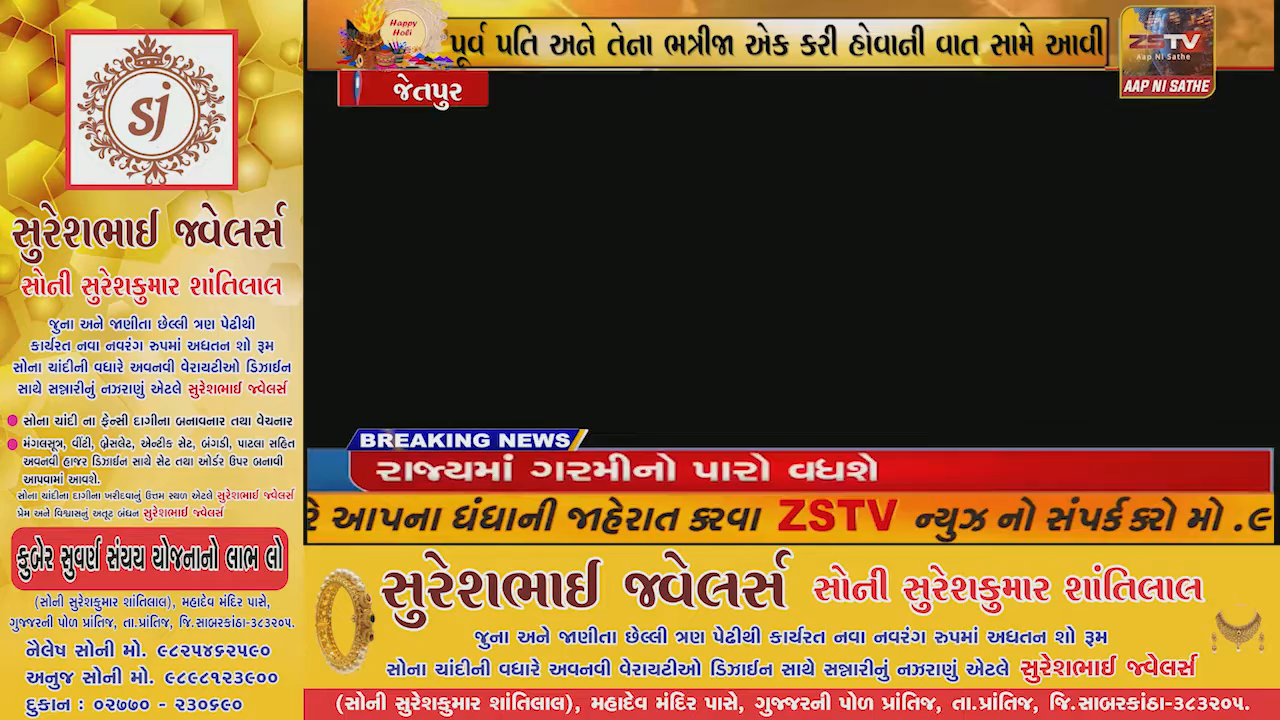 Happy
Holi
પૂર્વ પતિ અને તેના ભત્રીજા એક કરી હોવાની વાત સામે આવી
ZSTV
Aap Ni Sathe
AAP NI SATHE
જેતપુર
BREAKING NEWS
રાજ્યમાં ગરમીનો પારો વધશે
રે આપના ધંધાની જાહેરાત કરવા ZSTV ન્યુઝ નો સંપર્ક કરો મો .૯
sj
સુરેશભાઈ જ્વેલર્સ
સોની સુરેશકુમાર શાંતિલાલ
જુના અને જાણીતા છેલ્લી ત્રણ પેઢીથી
કાર્યરત નવા નવરંગ રુપમાં અધતન શો રૂમ
સોના ચાંદીની વધારે અવનવી વેરાયટીઓ ડિઝાઈન
સાથે સન્નારીનું નઝરાણું એટલે સુરેશભાઈ જ્વેલર્સ
સોના ચાંદી ના ફેન્સી દાગીના બનાવનાર તથા વેચનાર
મંગલસૂત્ર, વીંટી, બ્રેસલેટ, એન્ટીક સેટ, બંગડી, પાટલા સહિત
અવનવી હાજર ડિઝાઈન સાથે સેટ તથા ઓર્ડર ઉપર બનાવી
આપવામાં આવશે.
સોના ચાંદીના દાગીના ખરીદવાનું ઉત્તમ સ્થળ એટલે સુરેશભાઈ જ્વેલર્સ
પ્રેમ અને વિશ્વાસનું અતૂટ બંધન સુરેશભાઈ જ્વેલર્સ
કુબેર સુવર્ણ સંચય યોજનાનો લાભ લો
(સોની સુરેશકુમાર શાંતિલાલ), મહાદેવ મંદિર પાસે,
ગુજ્જરની પોળ પ્રાંતિજ, તા.પ્રાંતિજ, જિ.સાબરકાંઠા-૩૮૩૨૦૫.
નૈલેષ સોની મો. ૯૮૨૫૪૬૨૫૯૦
અનુજ સોની મો. ૯૮૯૮૧૨૩૯૦૦
દુકાન : ૦૨૭૭૦ - ૨૩૦૬૯૦
સુરેશભાઈ જ્વેલર્સ સોની સુરેશકુમાર શાંતિલાલ
જુના અને જાણીતા છેલ્લી ત્રણ પેઢીથી કાર્યરત નવા નવરંગ રુપમાં અધતન શો રૂમ
સોના ચાંદીની વધારે અવનવી વેરાયટીઓ ડિઝાઈન સાથે સન્નારીનું નઝરાણું એટલે સુરેશભાઈ જ્વેલર્સ
(સોની સુરેશકુમાર શાંતિલાલ), મહાદેવ મંદિર પાસે, ગુજ્જરની પોળ પ્રાંતિજ, તા.પ્રાંતિજ, જિ.સાબરકાંઠા-૩૮૩૨૦૫.